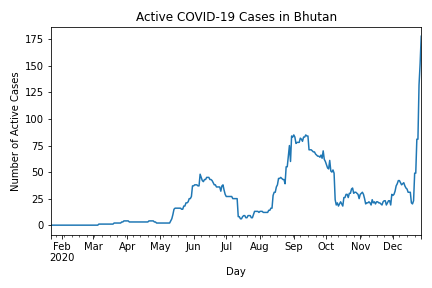 Active COVID-19 Cases in Bhutan
Number of Active Cases
175
150
125
100
75
50
25
0
Feb Mar Apr May Jun Jul Aug Sep Oct Nov Dec
2020
Day